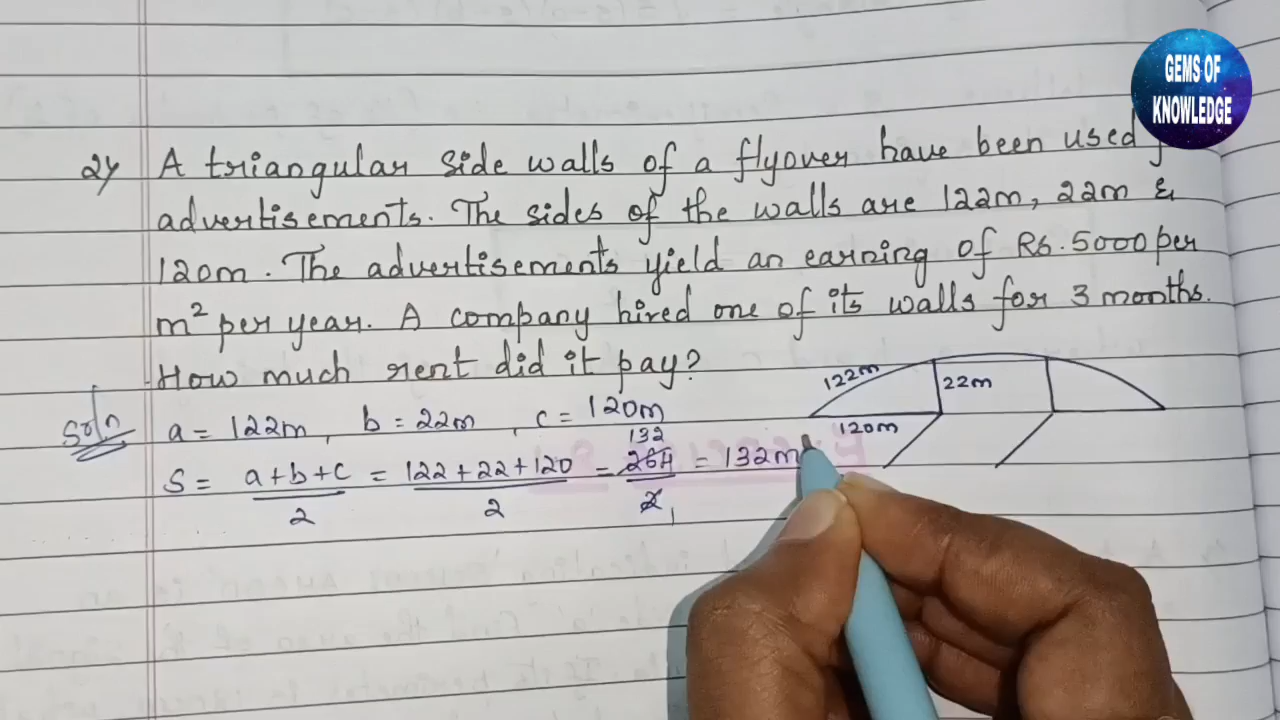 GEMS OF
KNOWLEDGE
2y A triangular side walls of a flyover have been used
advertisements. The sides of the walls are 122m, 22m &
120m. The advertisements yield an earning of Rs. 5000 per
m² per year. A company hired one of its walls for 3 months.
How much rent did it pay?
122m
22m
120m
Soln
a = 122m, b = 22m, c = 120m
S = a+b+c/2 = 122+22+120/2 = 264/2 = 132m
132
1